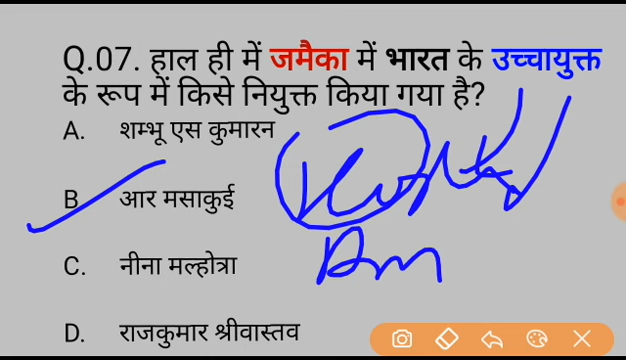 Q.07. हाल ही में जमैका में भारत के उच्चायुक्त
के रूप में किसे नियुक्त किया गया है?
A. शम्भू एस कुमारन
B आर मसाकुई
C. नीना मल्होत्रा
D. राजकुमार श्रीवास्तव